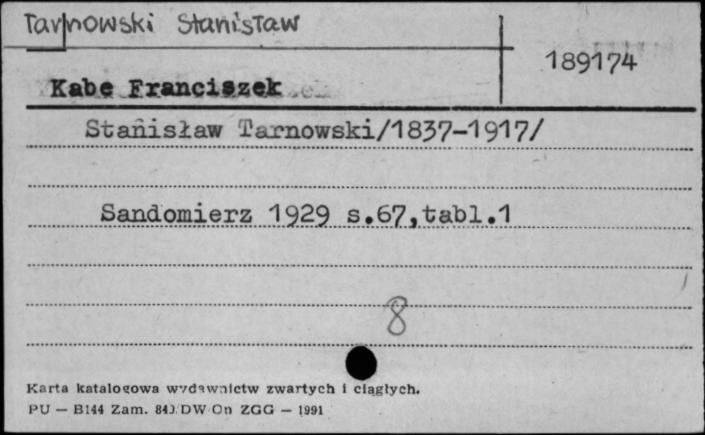 Tarnowski Stanisław
189174
Kabe Franciszek
Stanisław Tarnowski/1837-1917/
Sandomierz 1929 s.67,tabl.1
8
Karta katalogowa wydawnictw zwartych i ciągłych.
PU — B144 Zam. DW On ZGG — 1991